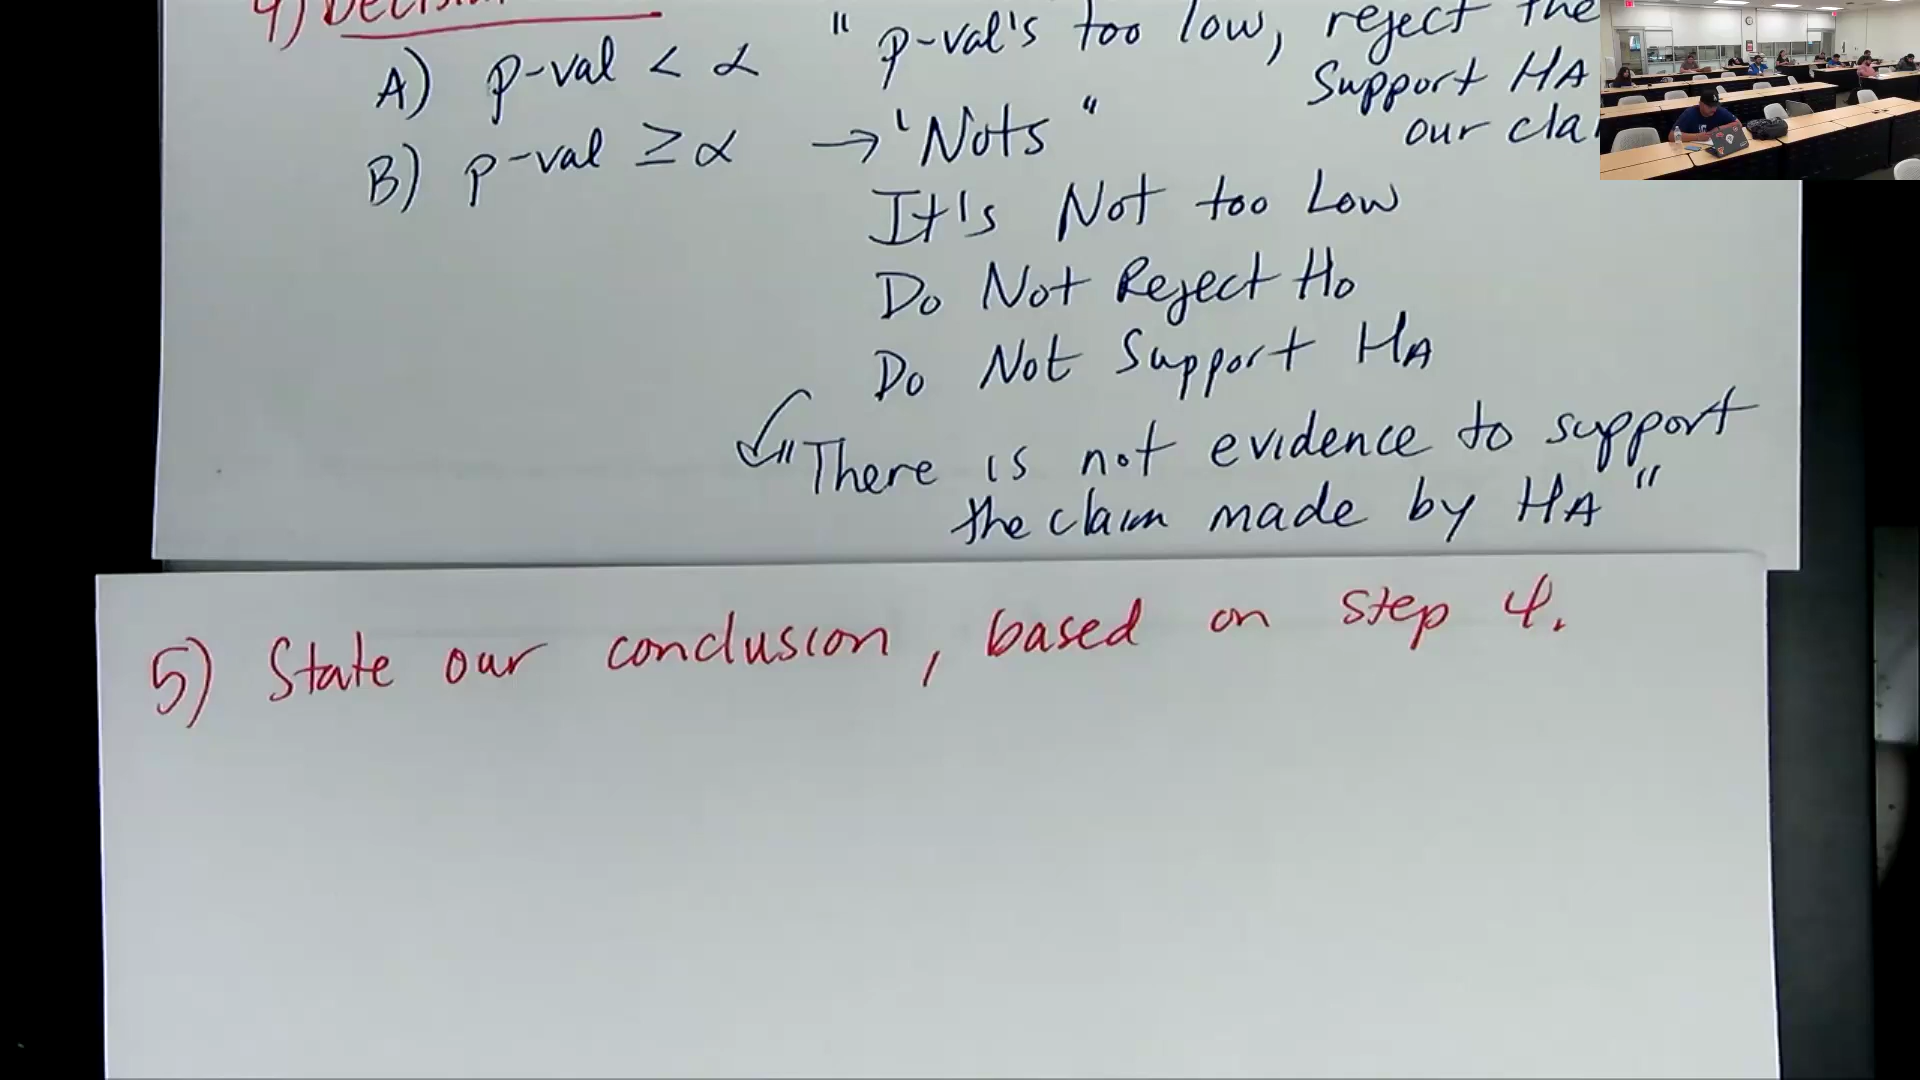 4) Decision
A) p-val < α " p-val's too low, reject the
Support HA
our cla
B) p-val ≥ α → 'Nots "
It's Not too Low
Do Not Reject Ho
Do Not Support HA
"There is not evidence to support
the claim made by HA "
5) State our conclusion, based on step 4.